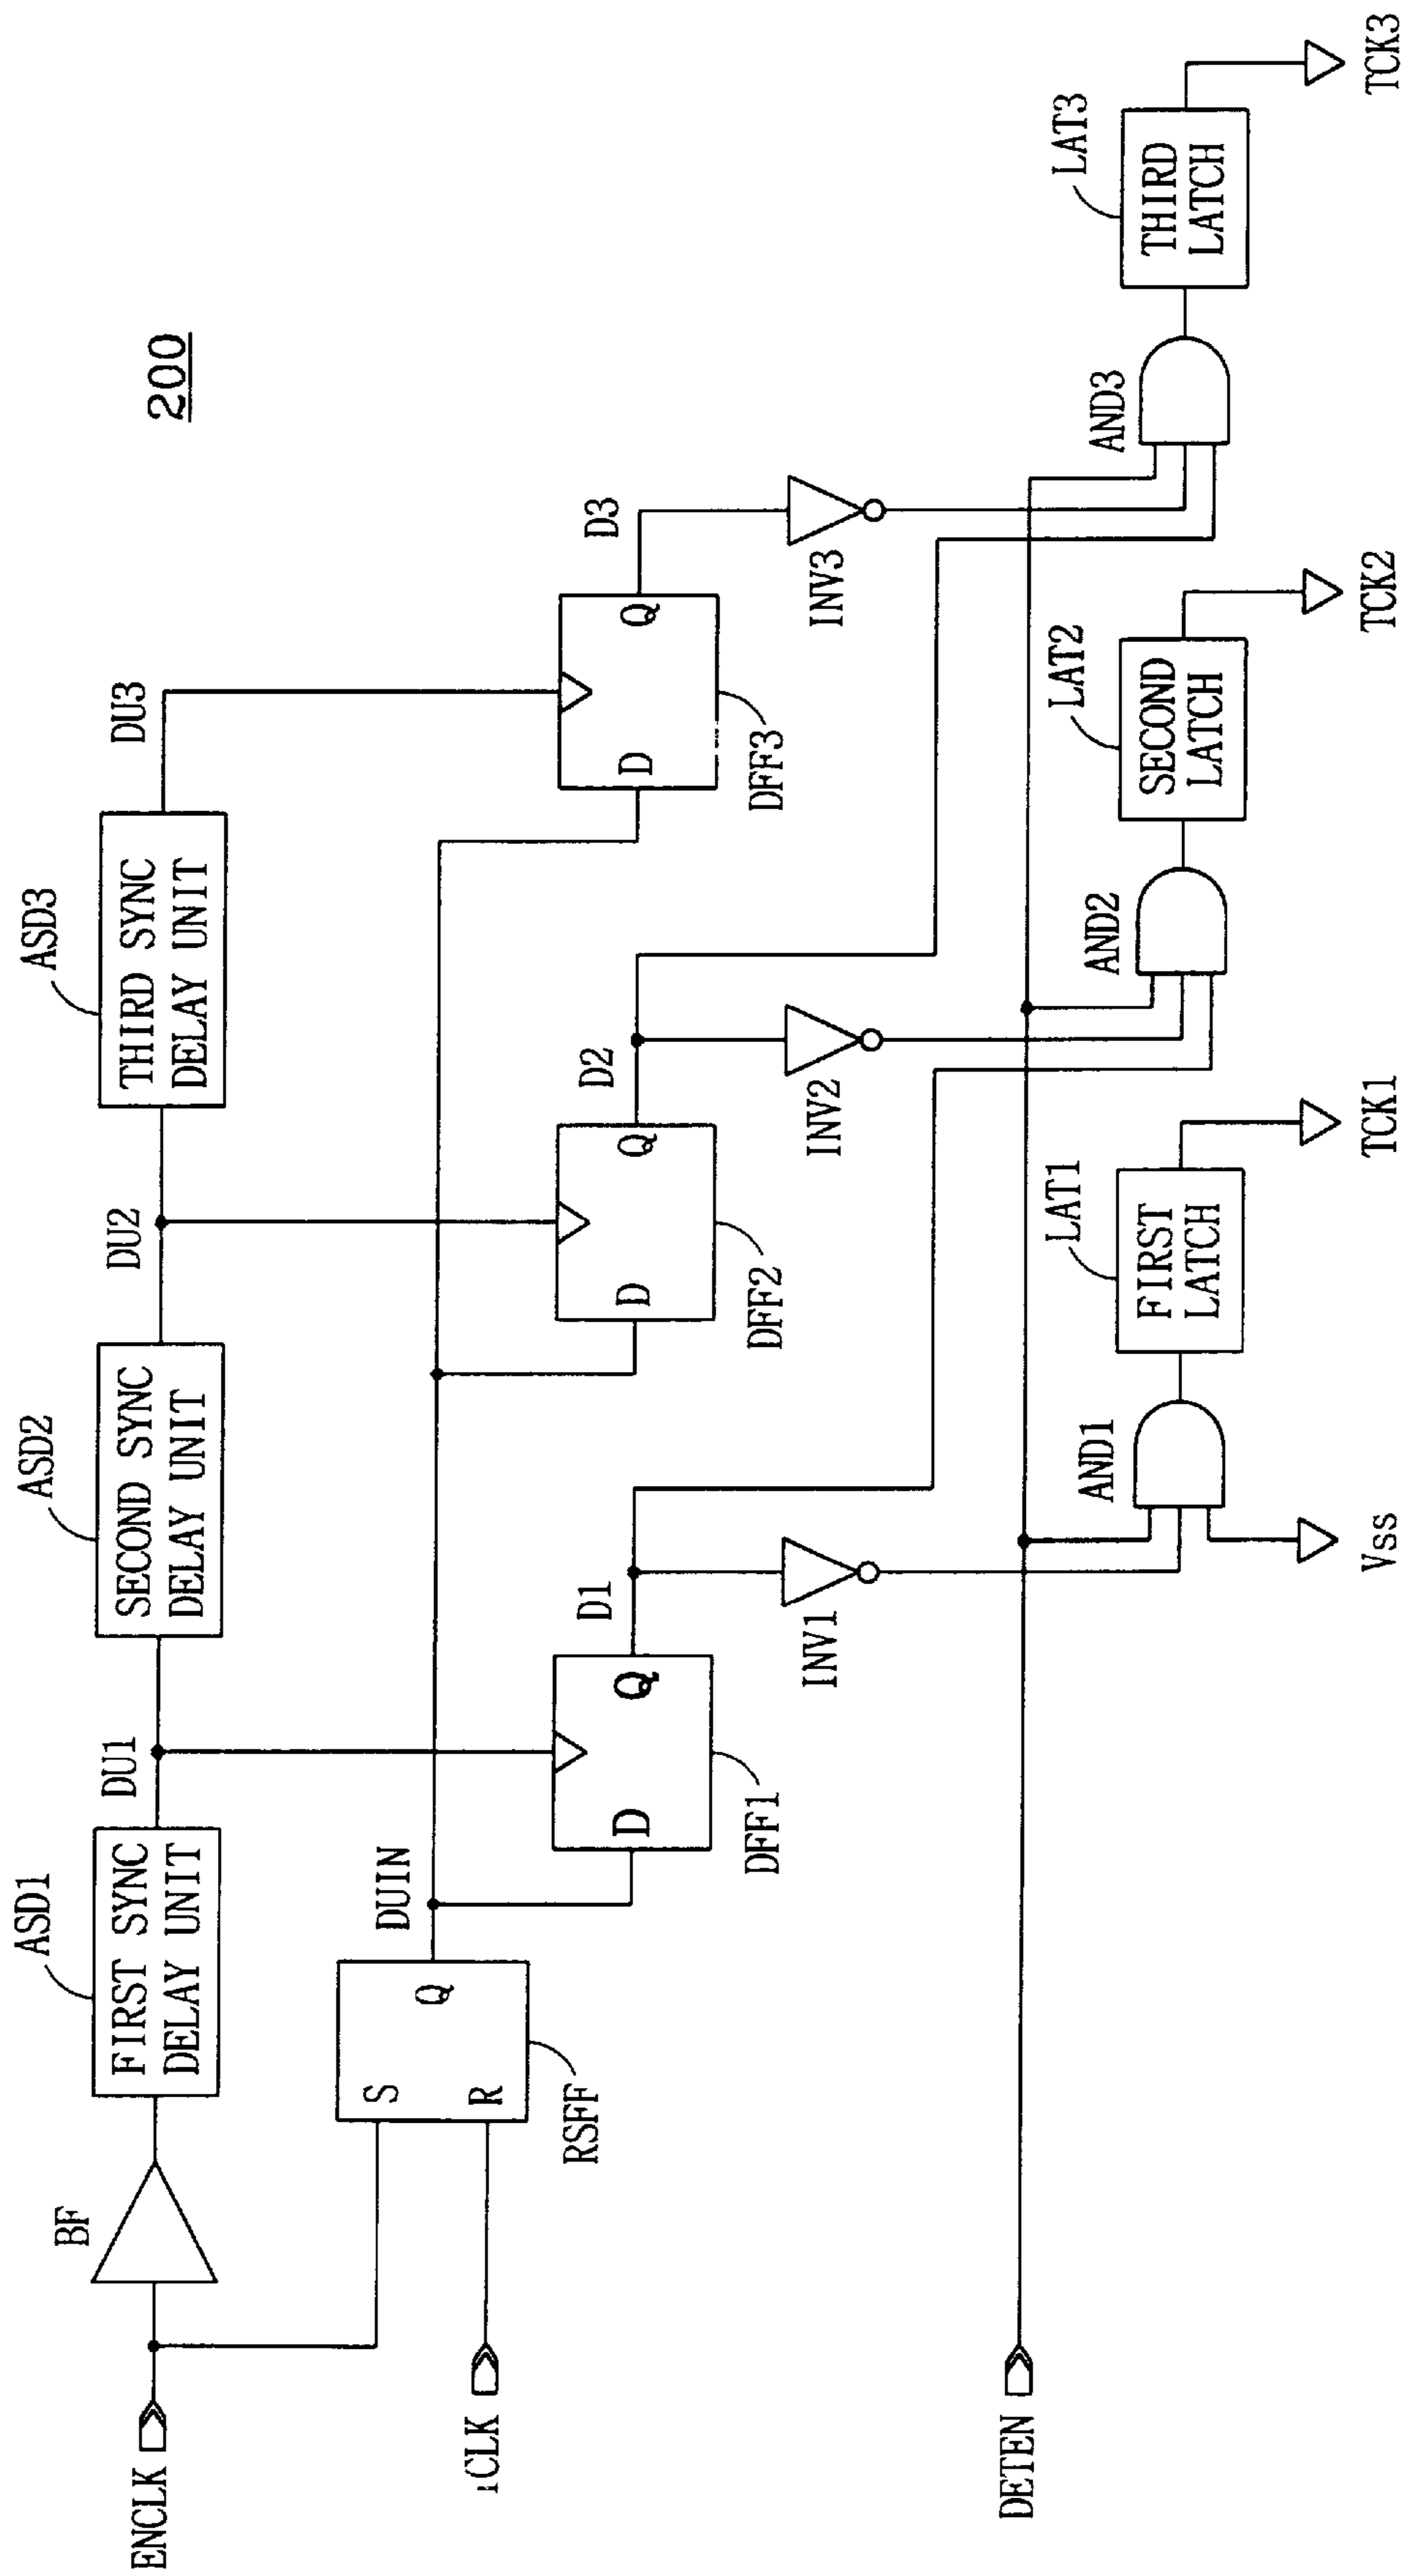 200
ASD1
ASD2
ASD3
BF
FIRST SYNC
DELAY UNIT
DU1
SECOND SYNC
DELAY UNIT
DU2
THIRD SYNC
DELAY UNIT
DU3
ENCLK
S
R
Q
RSFF
DUIN
CLK
D
Q
DFF1
D1
D
Q
DFF2
D2
D
Q
DFF3
D3
INV1
INV2
INV3
DETEN
AND1
Vss
FIRST
LATCH
LAT1
TCK1
AND2
SECOND
LATCH
LAT2
TCK2
AND3
THIRD
LATCH
LAT3
TCK3